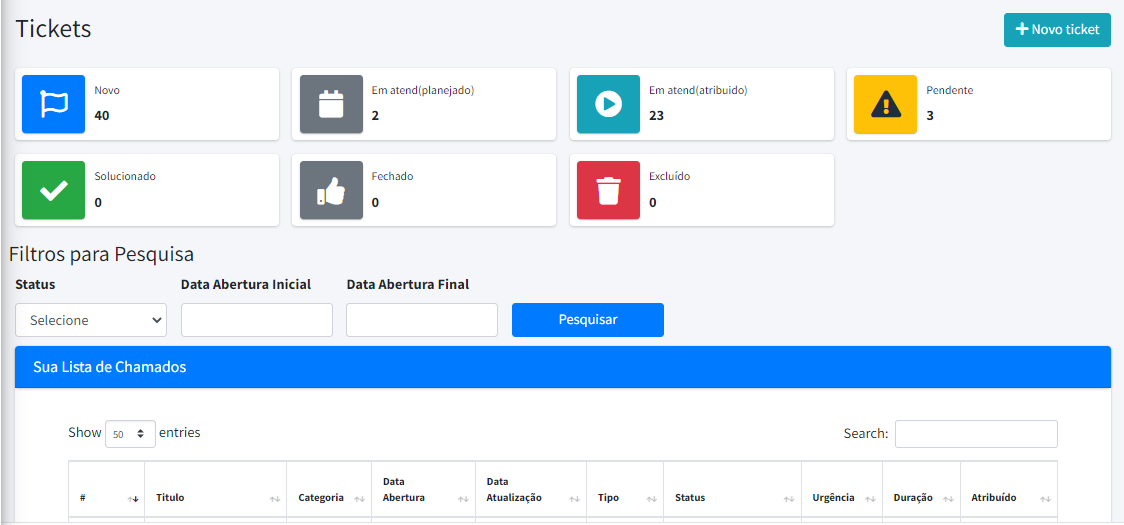 Tickets
Novo ticket
Novo
40
Em atend(planejado)
2
Em atend(atribuido)
23
Pendente
3
Solucionado
0
Fechado
0
Excluído
0
Filtros para Pesquisa
Status Data Abertura Inicial Data Abertura Final
Selecione Pesquisar
Sua Lista de Chamados
Show 50 entries Search:
# Titulo Categoria Data Abertura Data Atualização Tipo Status Urgência Duração Atribuído